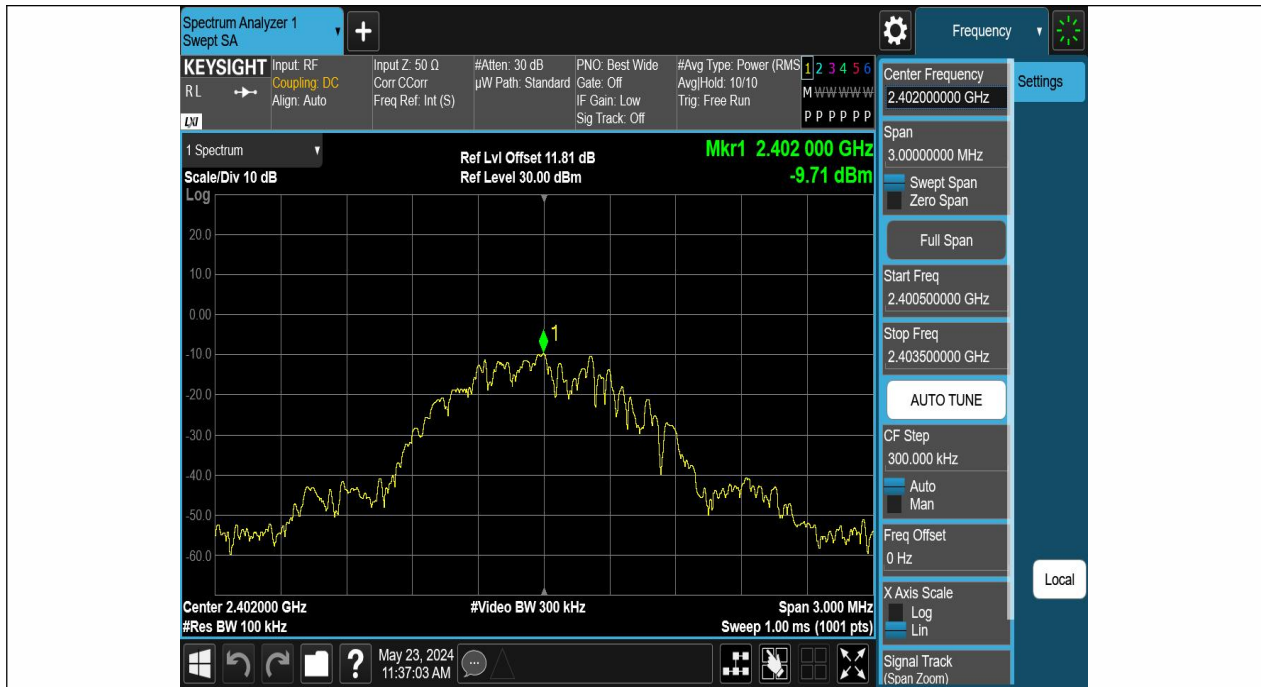 Spectrum Analyzer 1
Swept SA
+
Frequency
KEYSIGHT
RL
LXI
Input: RF
Coupling: DC
Align: Auto
Input Z: 50 Ω
Corr CCorr
Freq Ref: Int (S)
#Atten: 30 dB
µW Path: Standard
PNO: Best Wide
Gate: Off
IF Gain: Low
Sig Track: Off
#Avg Type: Power (RMS
Avg|Hold: 10/10
Trig: Free Run
1 2 3 4 5 6
M W W W W W
P P P P P P
1 Spectrum
Scale/Div 10 dB
Log
Ref Lvl Offset 11.81 dB
Ref Level 30.00 dBm
Mkr1 2.402 000 GHz
-9.71 dBm
20.0
10.0
0.00
1
-10.0
-20.0
-30.0
-40.0
-50.0
-60.0
Center 2.402000 GHz
#Res BW 100 kHz
#Video BW 300 kHz
Span 3.000 MHz
Sweep 1.00 ms (1001 pts)
?
May 23, 2024
11:37:03 AM
Center Frequency
2.402000000 GHz
Settings
Span
3.00000000 MHz
Swept Span
Zero Span
Full Span
Start Freq
2.400500000 GHz
Stop Freq
2.403500000 GHz
AUTO TUNE
CF Step
300.000 kHz
Auto
Man
Freq Offset
0 Hz
Local
X Axis Scale
Log
Lin
Signal Track
(Span Zoom)